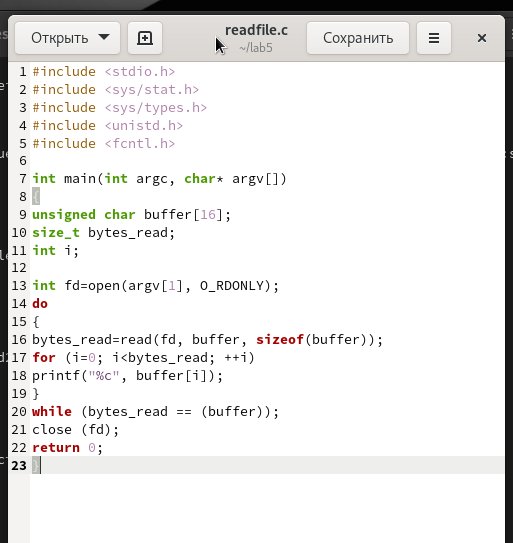 Открыть
readfile.c
~/lab5
Сохранить
1 #include <stdio.h>
2 #include <sys/stat.h>
3 #include <sys/types.h>
4 #include <unistd.h>
5 #include <fcntl.h>
6
7 int main(int argc, char* argv[])
8 {
9 unsigned char buffer[16];
10 size_t bytes_read;
11 int i;
12
13 int fd=open(argv[1], O_RDONLY);
14 do
15 {
16 bytes_read=read(fd, buffer, sizeof(buffer));
17 for (i=0; i<bytes_read; ++i)
18 printf("%c", buffer[i]);
19 }
20 while (bytes_read == (buffer));
21 close (fd);
22 return 0;
23 }